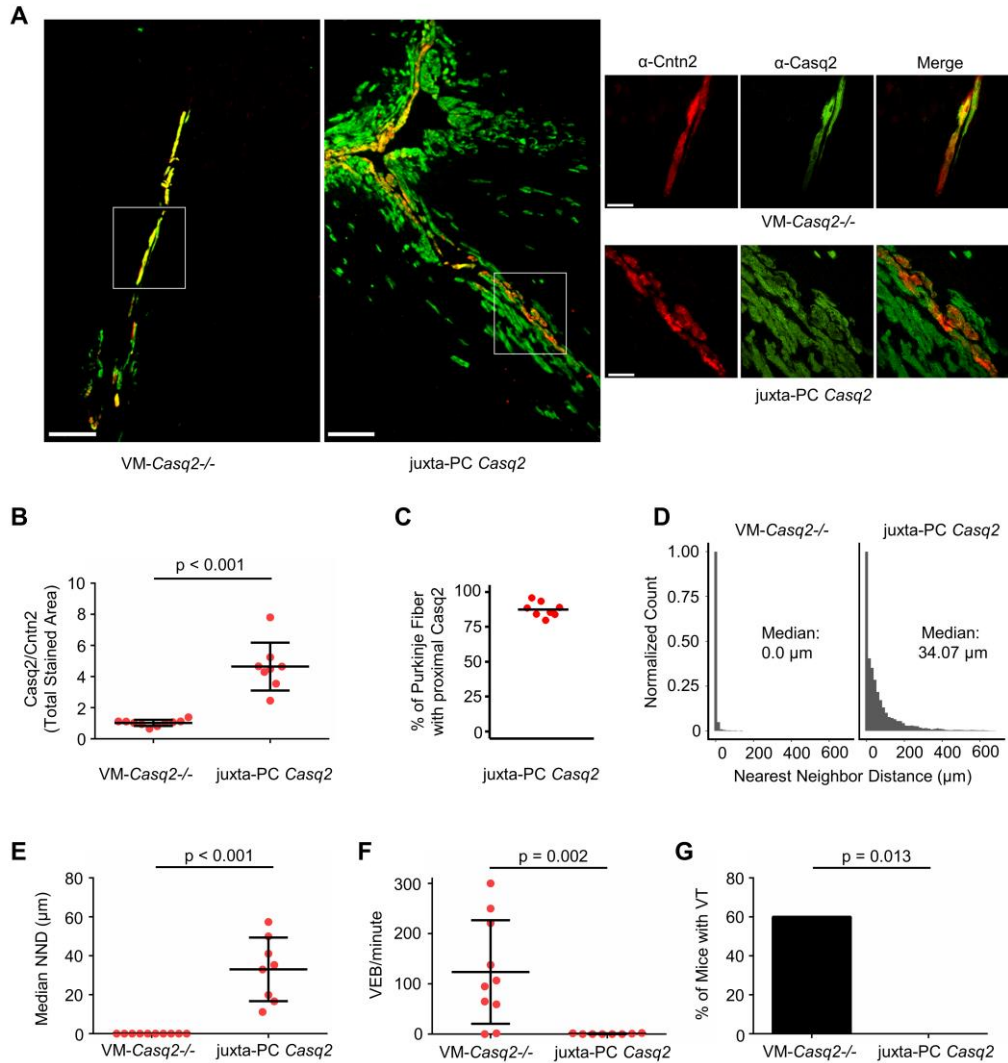 A
α-Cntn2 α-Casq2 Merge
VM-Casq2-/-
juxta-PC Casq2
VM-Casq2-/- juxta-PC Casq2
B
p < 0.001
Casq2/Cntn2
(Total Stained Area)
10
8
6
4
2
0
VM-Casq2-/- juxta-PC Casq2
C
% of Purkinje Fiber
with proximal Casq2
100
75
50
25
0
juxta-PC Casq2
D
VM-Casq2-/- juxta-PC Casq2
Normalized Count
1.00
0.75
0.50
0.25
0
Median:
0.0 µm
Median:
34.07 µm
0 200 400 600 0 200 400 600
Nearest Neighbor Distance (µm)
E
p < 0.001
Median NND (µm)
80
60
40
20
0
VM-Casq2-/- juxta-PC Casq2
F
p = 0.002
VEB/minute
300
200
100
0
VM-Casq2-/- juxta-PC Casq2
G
p = 0.013
% of Mice with VT
80
60
40
20
0
VM-Casq2-/- juxta-PC Casq2